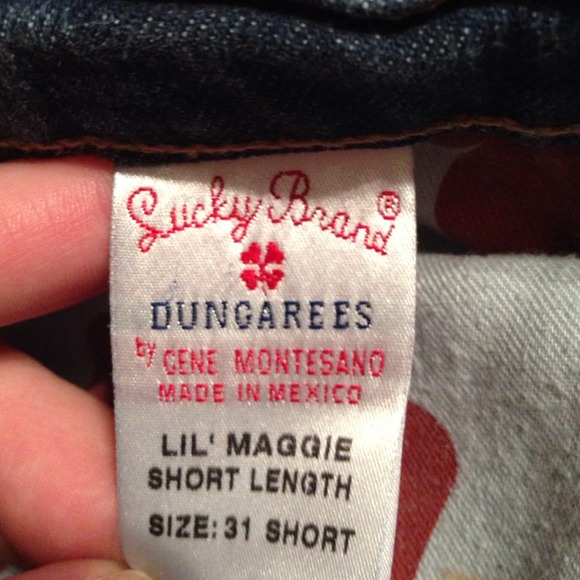 Lucky Brand®
DUNGAREES
by GENE MONTESANO
MADE IN MEXICO
LIL' MAGGIE
SHORT LENGTH
SIZE: 31 SHORT